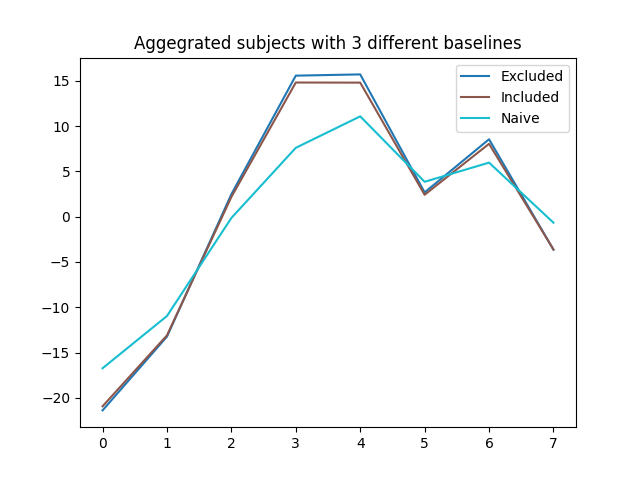 Aggegrated subjects with 3 different baselines
15
10
5
0
−5
−10
−15
−20
0 1 2 3 4 5 6 7
Excluded
Included
Naive